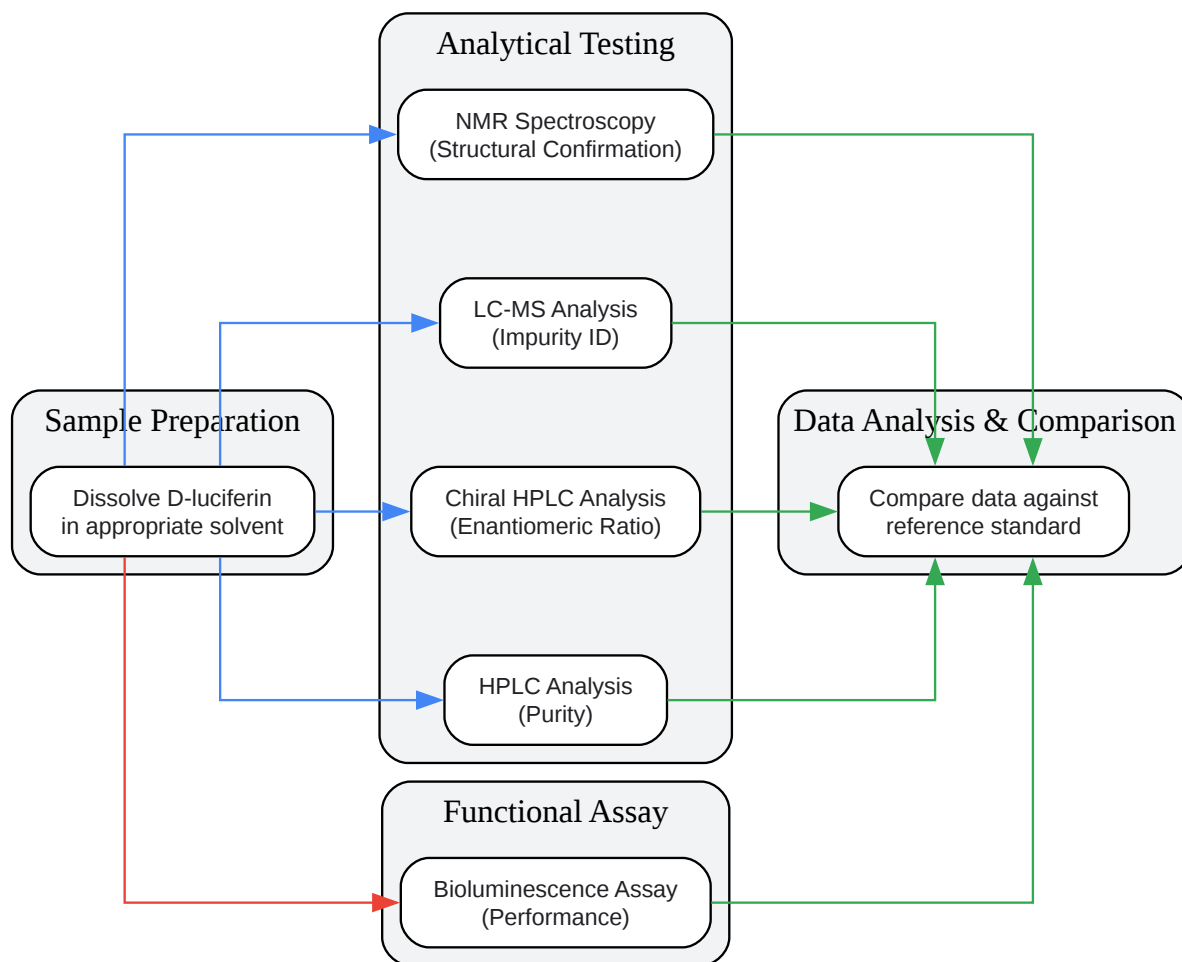 Analytical Testing
NMR Spectroscopy
(Structural Confirmation)
LC-MS Analysis
(Impurity ID)
Sample Preparation
Dissolve D-luciferin
in appropriate solvent
Chiral HPLC Analysis
(Enantiomeric Ratio)
Data Analysis & Comparison
Compare data against
reference standard
HPLC Analysis
(Purity)
Functional Assay
Bioluminescence Assay
(Performance)